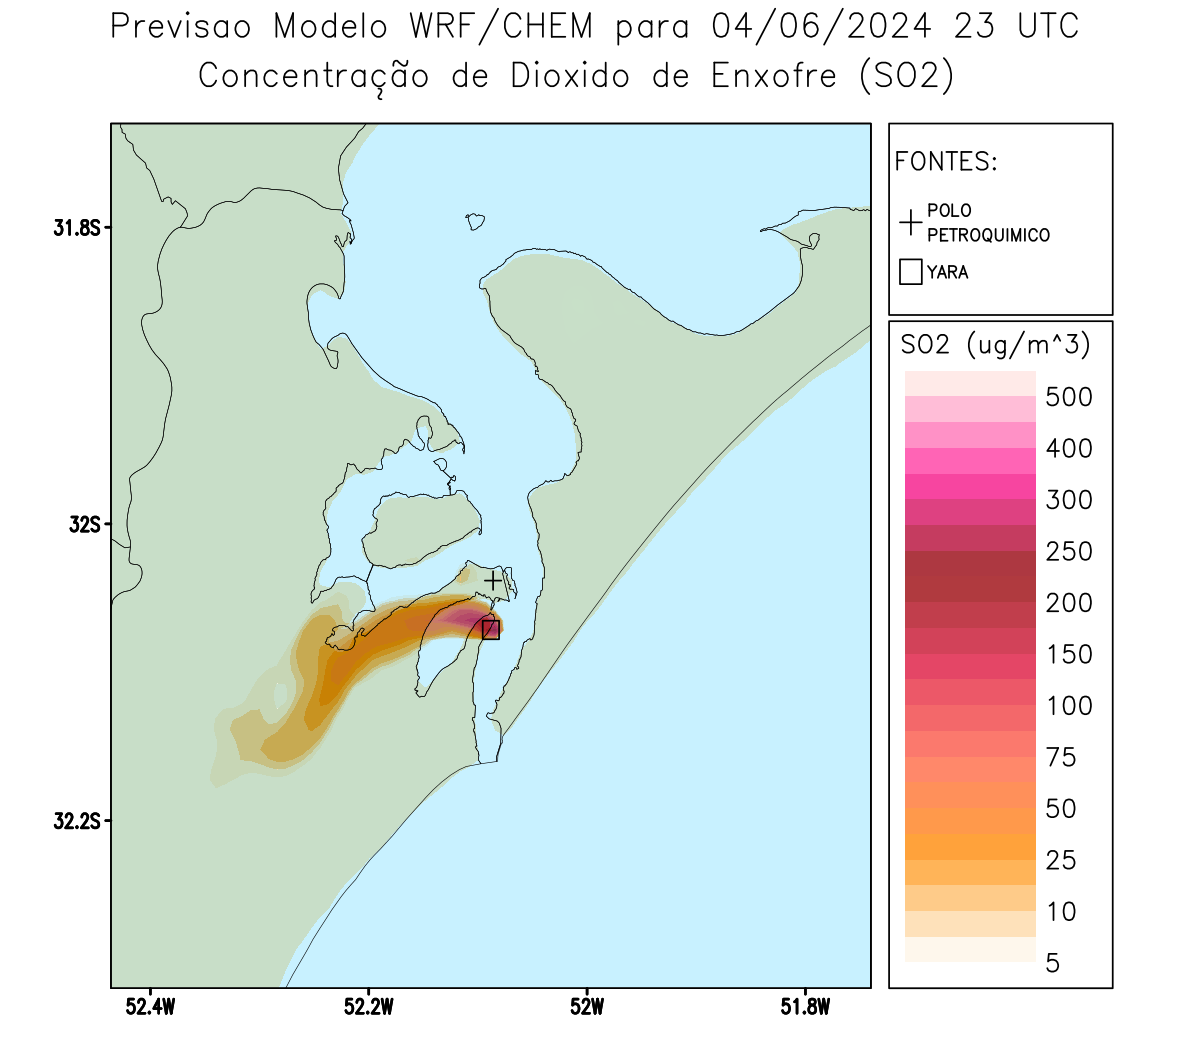 Previsao Modelo WRF/CHEM para 04/06/2024 23 UTC
Concentração de Dioxido de Enxofre (SO2)
FONTES:
POLO
PETROQUIMICO
YARA
SO2 (ug/m^3)
500
400
300
250
200
150
100
75
50
25
10
5
31.8S
32S
32.2S
52.4W
52.2W
52W
51.8W